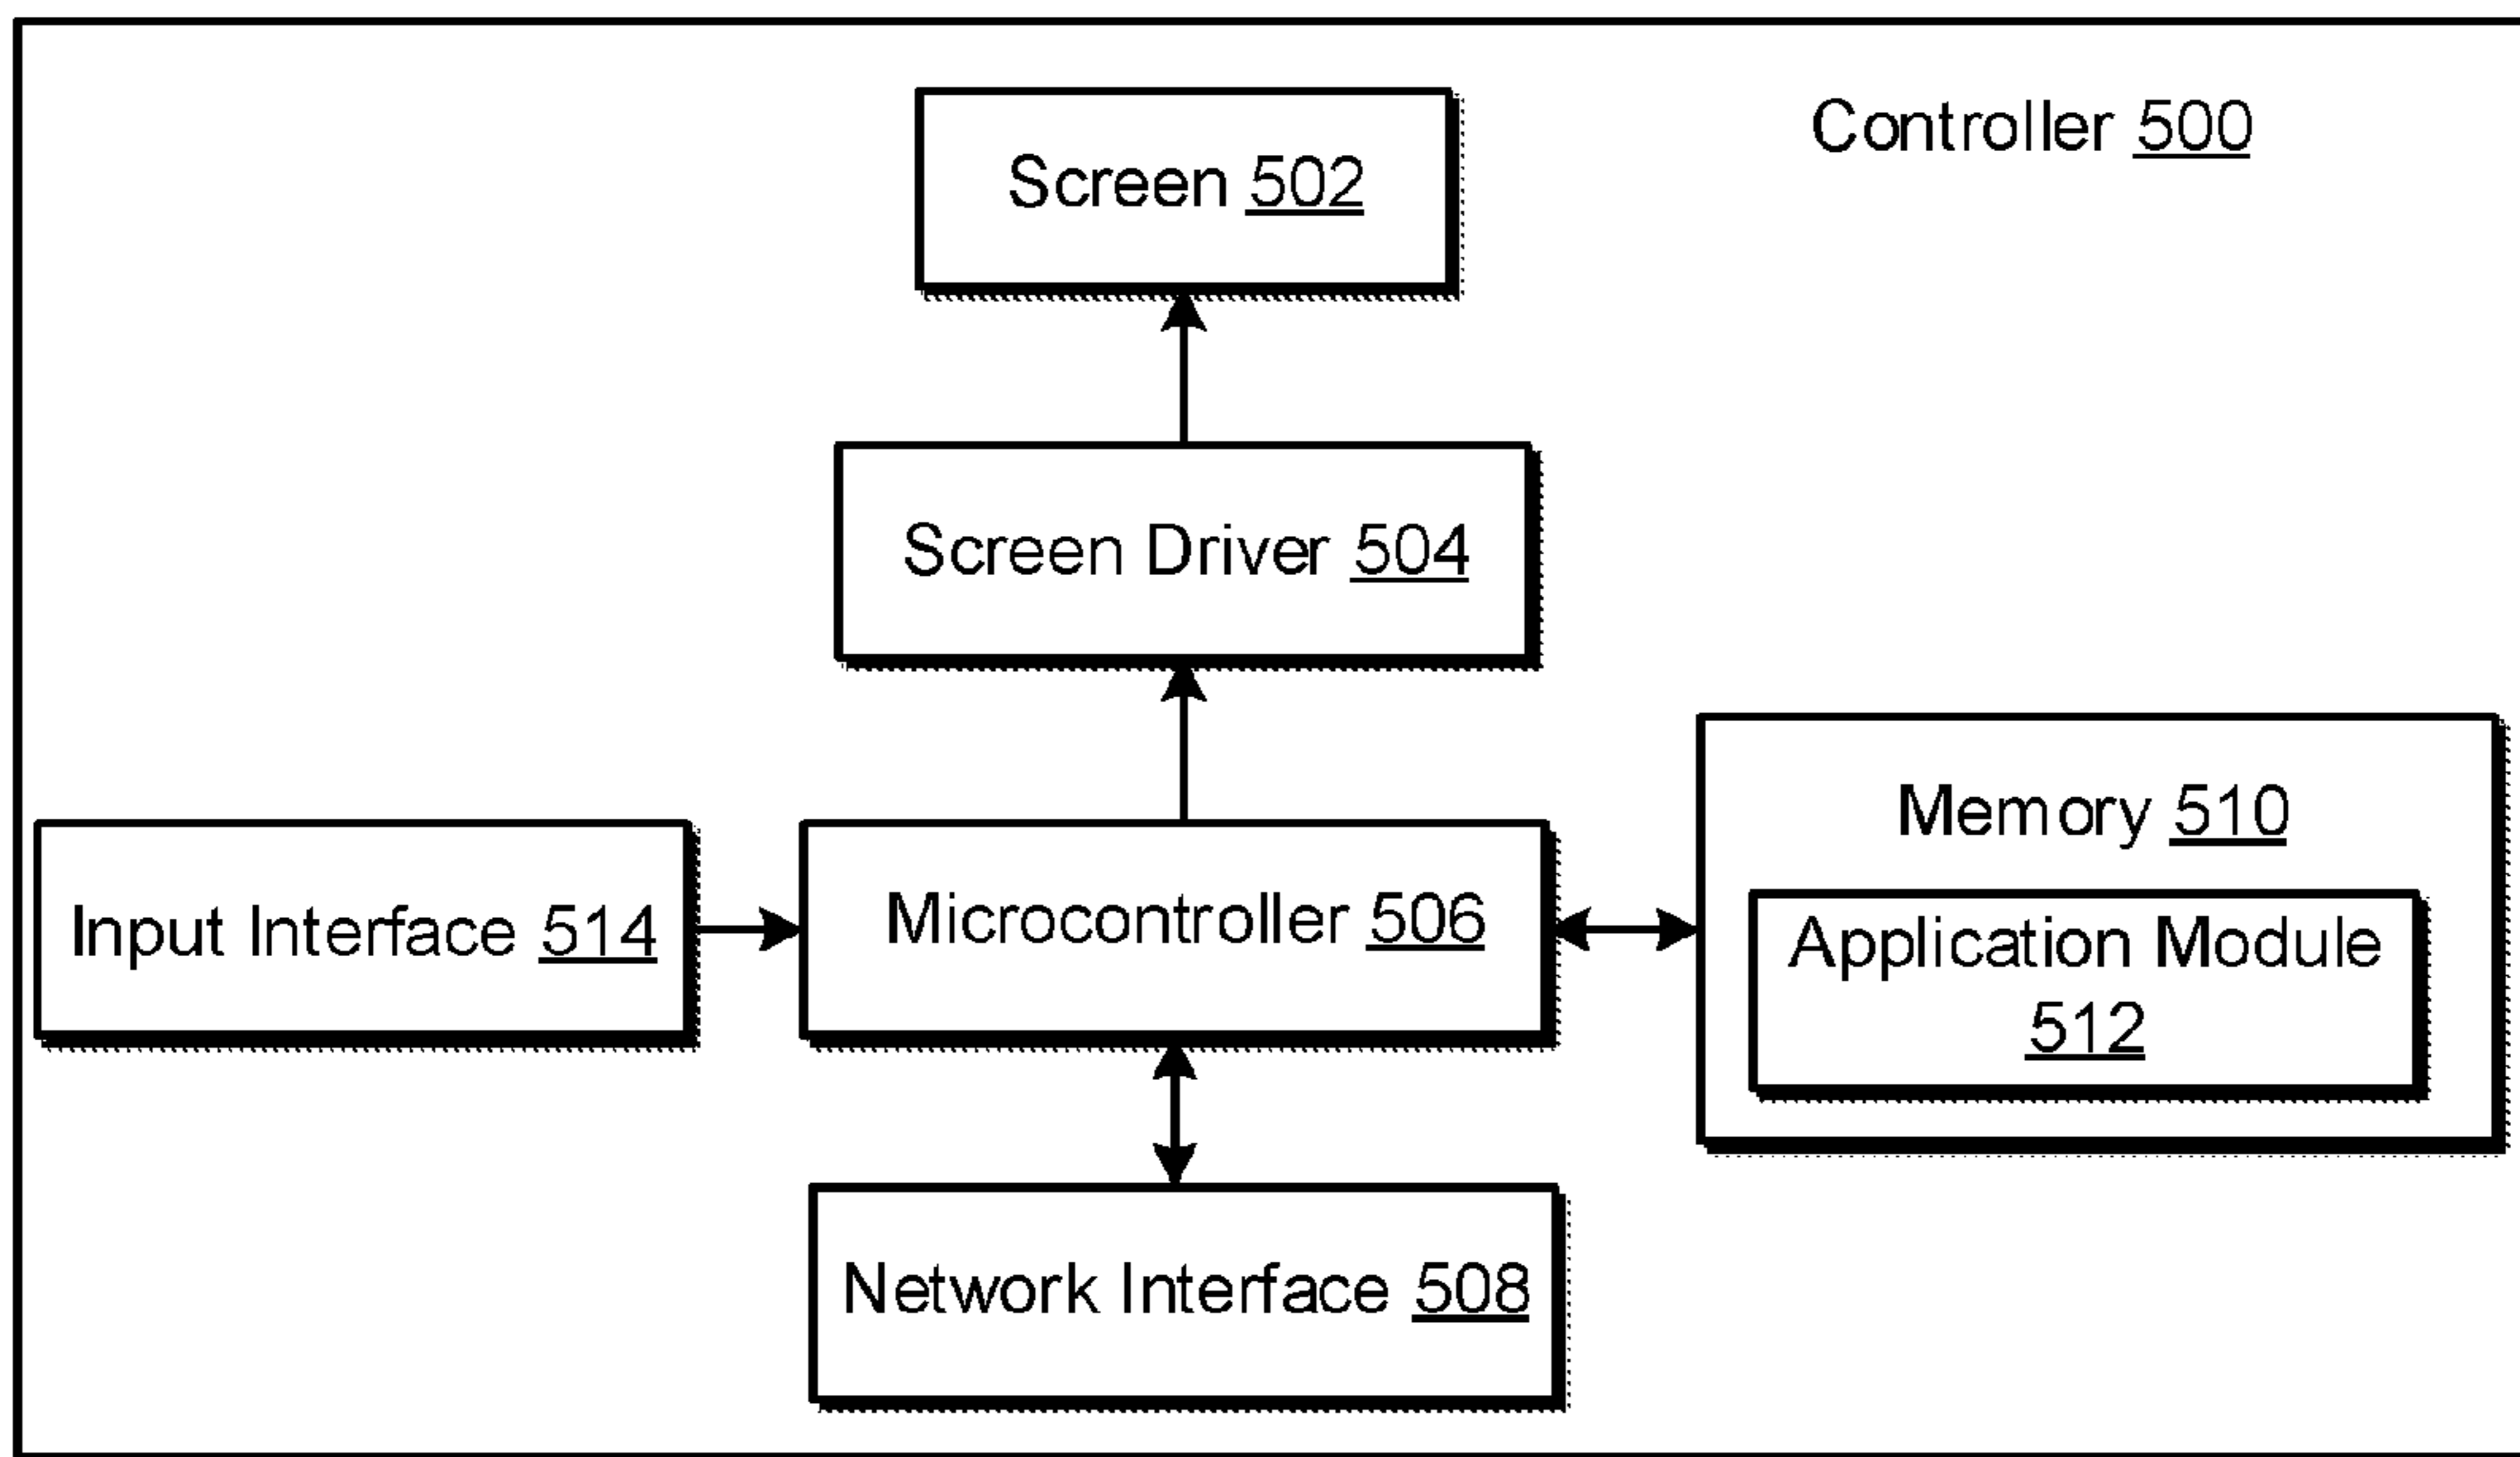 Controller 500
Screen 502
Screen Driver 504
Memory 510
Input Interface 514
Microcontroller 506
Application Module
512
Network Interface 508